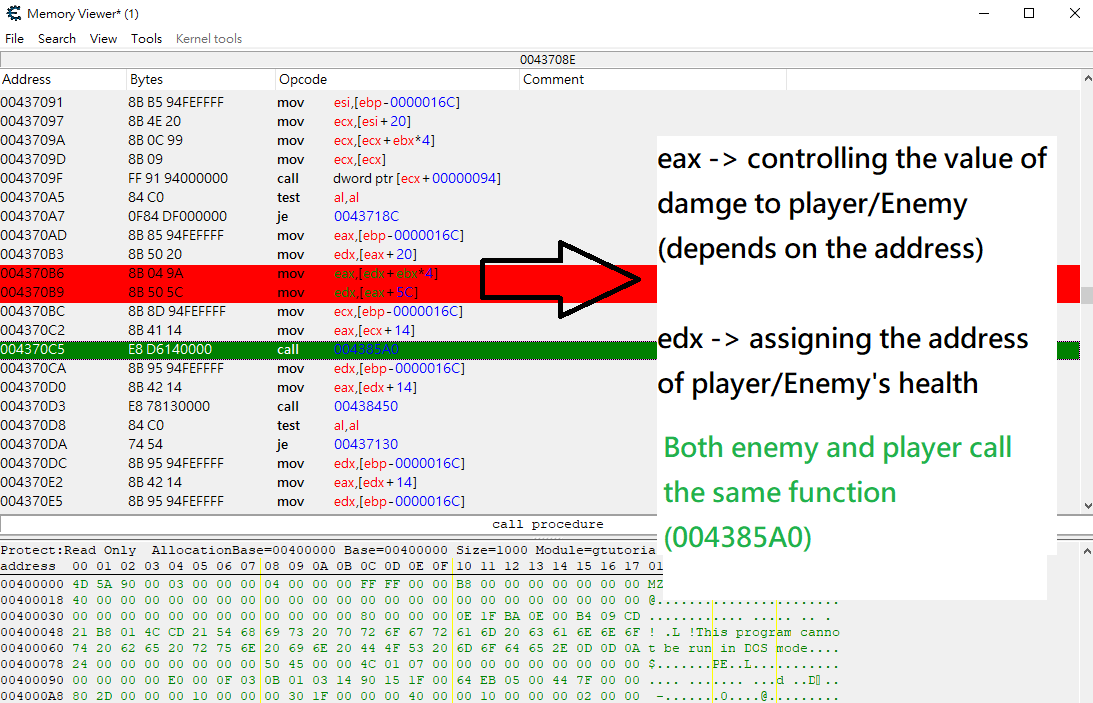 Memory Viewer* (1)
File Search View Tools Kernel tools
0043708E
Address Bytes Opcode Comment
00437091 8B B5 94FEFFFF mov esi,[ebp-0000016C]
00437097 8B 4E 20 mov ecx,[esi+20]
0043709A 8B 0C 99 mov ecx,[ecx+ebx*4]
0043709D 8B 09 mov ecx,[ecx]
0043709F FF 91 94000000 call dword ptr [ecx+00000094]
004370A5 84 C0 test al,al
004370A7 0F84 DF000000 je 0043718C
004370AD 8B 85 94FEFFFF mov eax,[ebp-0000016C]
004370B3 8B 50 20 mov edx,[eax+20]
004370B6 8B 04 9A mov eax,[edx+ebx*4]
004370B9 8B 50 5C mov edx,[eax+5C]
004370BC 8B 8D 94FEFFFF mov ecx,[ebp-0000016C]
004370C2 8B 41 14 mov eax,[ecx+14]
004370C5 E8 D6140000 call 004385A0
004370CA 8B 95 94FEFFFF mov edx,[ebp-0000016C]
004370D0 8B 42 14 mov eax,[edx+14]
004370D3 E8 78130000 call 00438450
004370D8 84 C0 test al,al
004370DA 74 54 je 00437130
004370DC 8B 95 94FEFFFF mov edx,[ebp-0000016C]
004370E2 8B 42 14 mov eax,[edx+14]
004370E5 8B 95 94FEFFFF mov edx,[ebp-0000016C]
eax -> controlling the value of
damge to player/Enemy
(depends on the address)
edx -> assigning the address
of player/Enemy's health
Both enemy and player call
the same function
(004385A0)
call procedure
Protect:Read Only AllocationBase=00400000 Base=00400000 Size=1000 Module=gtutoria
address 00 01 02 03 04 05 06 07 08 09 0A 0B 0C 0D 0E 0F 10 11 12 13 14 15 16 17 01
00400000 4D 5A 90 00 03 00 00 00 04 00 00 00 FF FF 00 00 B8 00 00 00 00 00 00 00 MZ
00400018 40 00 00 00 00 00 00 00 00 00 00 00 00 00 00 00 00 00 00 00 00 00 00 00 @.......................
00400030 00 00 00 00 00 00 00 00 00 00 00 00 80 00 00 00 0E 1F BA 0E 00 B4 09 CD
00400048 21 B8 01 4C CD 21 54 68 69 73 20 70 72 6F 67 72 61 6D 20 63 61 6E 6E 6F ! .L !This program canno
00400060 74 20 62 65 20 72 75 6E 20 69 6E 20 44 4F 53 20 6D 6F 64 65 2E 0D 0D 0A t be run in DOS mode....
00400078 24 00 00 00 00 00 00 00 50 45 00 00 4C 01 07 00 00 00 00 00 00 00 00 00 $.......PE..L...........
00400090 00 00 00 00 E0 00 0F 03 0B 01 03 14 90 15 1F 00 64 EB 05 00 44 7F 00 00
004000A8 80 2D 00 00 00 10 00 00 00 30 1F 00 00 00 40 00 00 10 00 00 00 02 00 00 .-.......0....@.........